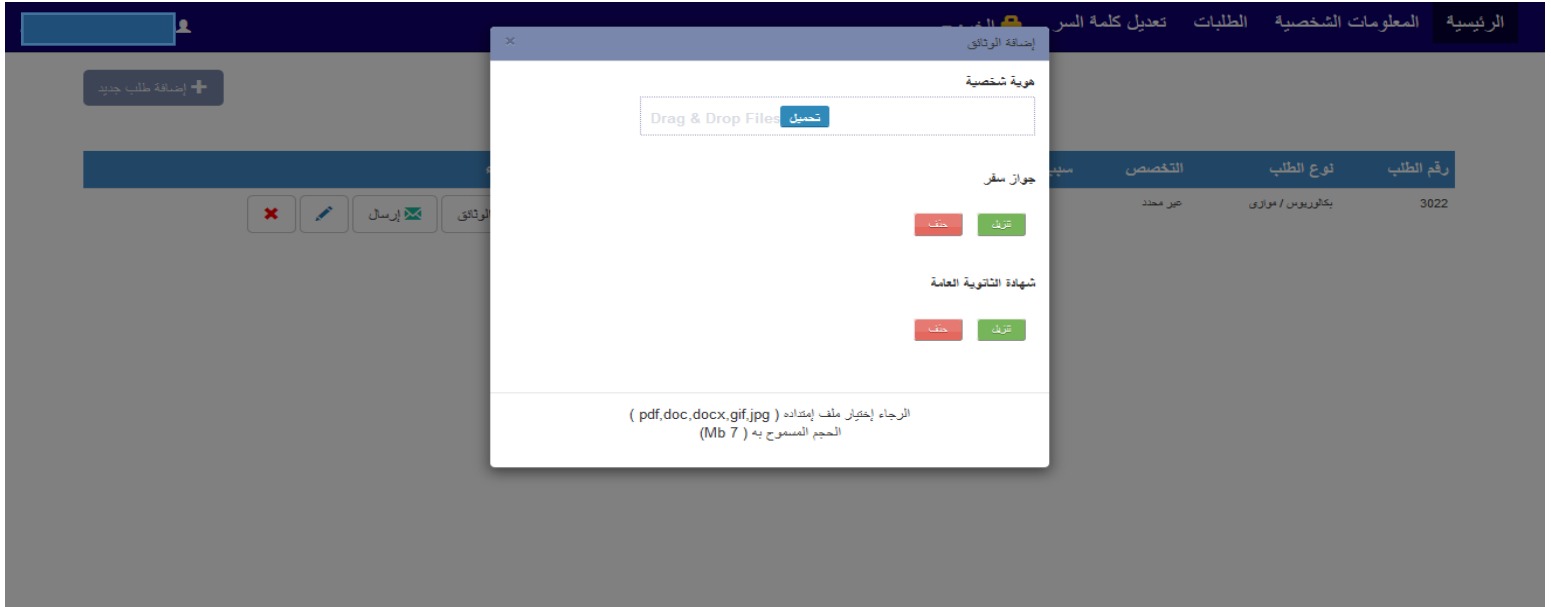 الرئيسية المعلومات الشخصية الطلبات تعديل كلمة السر
إضافة الوثائق ×
هوية شخصية
تحميل Drag & Drop Files
إضافة طلب جديد
رقم الطلب نوع الطلب التخصص
جواز سفر
3022 بكالوريوس / موازي غير محدد الوثائق إرسال
تنزيل حذف
شهادة الثانوية العامة
تنزيل حذف
الرجاء إختيار ملف إمتداده ( pdf,doc,docx,gif,jpg )
الحجم المسموح به ( 7 Mb)